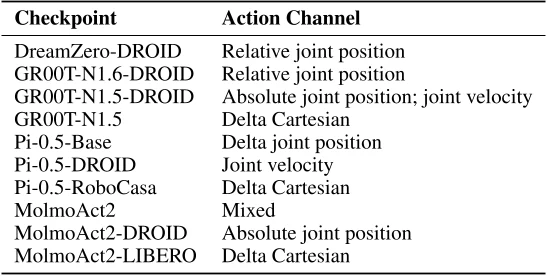 Checkpoint Action Channel
DreamZero-DROID Relative joint position
GR00T-N1.6-DROID Relative joint position
GR00T-N1.5-DROID Absolute joint position; joint velocity
GR00T-N1.5 Delta Cartesian
Pi-0.5-Base Delta joint position
Pi-0.5-DROID Joint velocity
Pi-0.5-RoboCasa Delta Cartesian
MolmoAct2 Mixed
MolmoAct2-DROID Absolute joint position
MolmoAct2-LIBERO Delta Cartesian